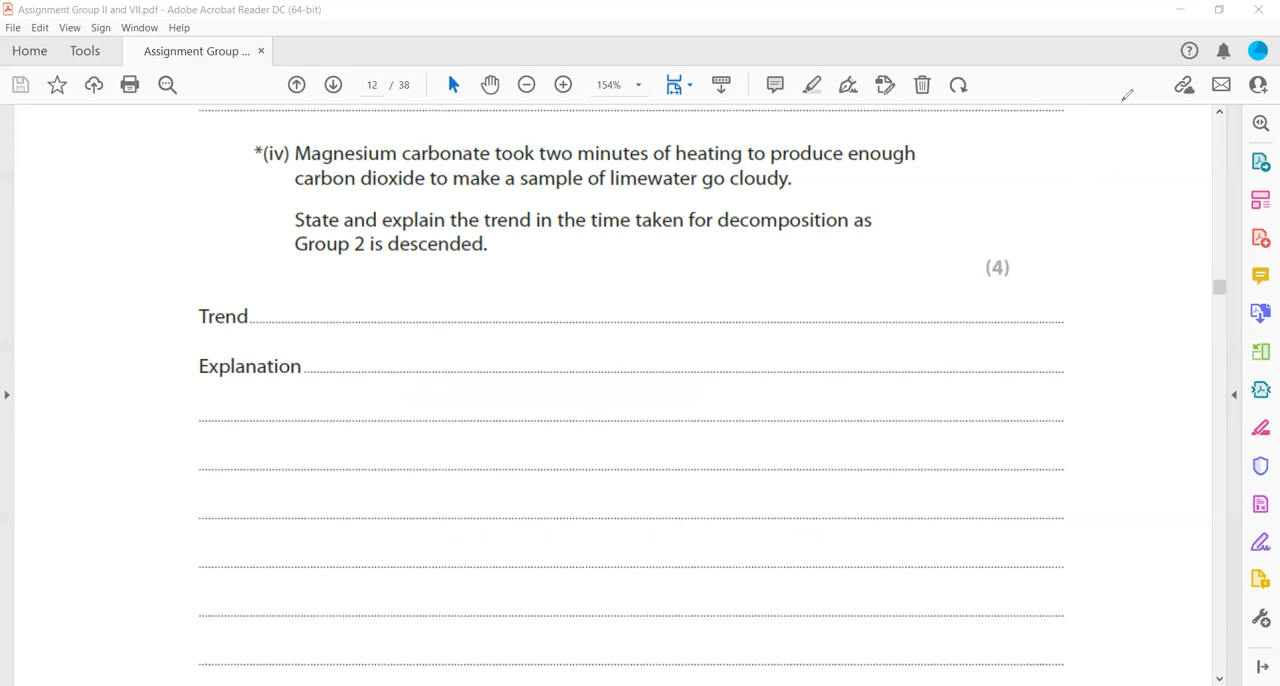 Assignment Group II and VII.pdf - Adobe Acrobat Reader DC (64-bit)
File Edit View Sign Window Help
Home Tools Assignment Group ... ×
12 / 38 154%
*(iv) Magnesium carbonate took two minutes of heating to produce enough
carbon dioxide to make a sample of limewater go cloudy.
State and explain the trend in the time taken for decomposition as
Group 2 is descended.
(4)
Trend
Explanation